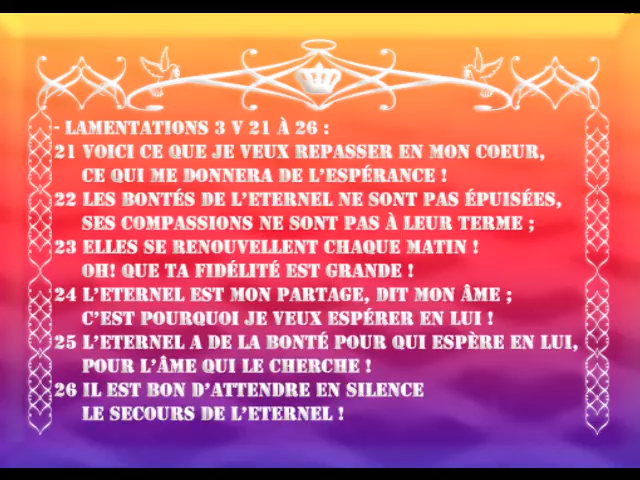 - LAMENTATIONS 3 V 21 À 26 :
21 VOICI CE QUE JE VEUX REPASSER EN MON COEUR,
CE QUI ME DONNERA DE L’ESPÉRANCE !
22 LES BONTÉS DE L’ETERNEL NE SONT PAS ÉPUISÉES,
SES COMPASSIONS NE SONT PAS À LEUR TERME ;
23 ELLES SE RENOUVELLENT CHAQUE MATIN !
OH! QUE TA FIDÉLITÉ EST GRANDE !
24 L’ETERNEL EST MON PARTAGE, DIT MON ÂME ;
C’EST POURQUOI JE VEUX ESPÉRER EN LUI !
25 L’ETERNEL A DE LA BONTÉ POUR QUI ESPÈRE EN LUI,
POUR L’ÂME QUI LE CHERCHE !
26 IL EST BON D’ATTENDRE EN SILENCE
LE SECOURS DE L’ETERNEL !